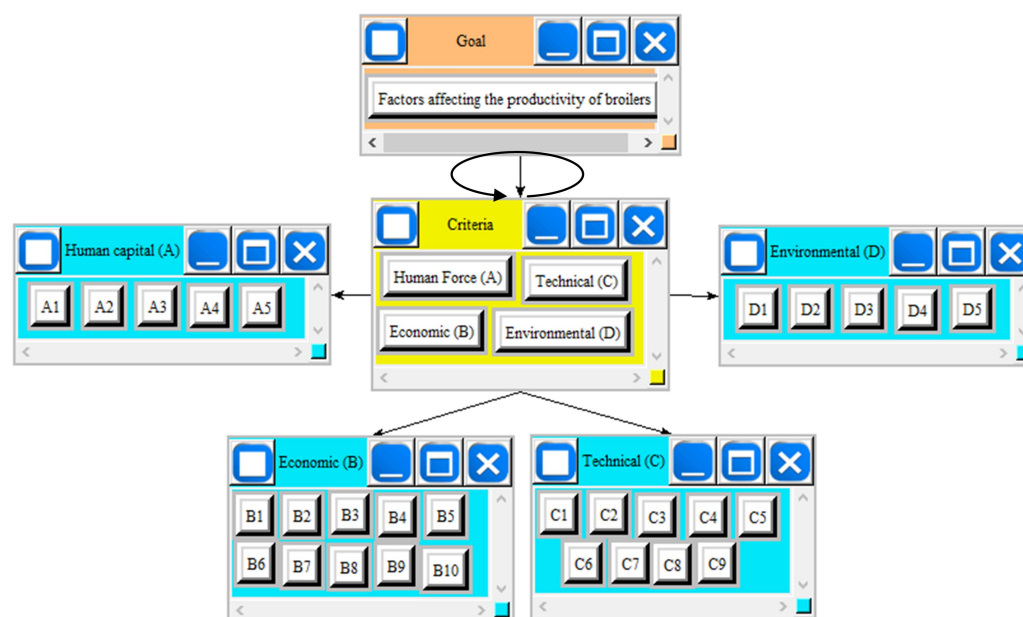 Goal
Factors affecting the productivity of broilers
Criteria
Human Force (A)
Technical (C)
Economic (B)
Environmental (D)
Human capital (A)
A1 A2 A3 A4 A5
Environmental (D)
D1 D2 D3 D4 D5
Economic (B)
B1 B2 B3 B4 B5
B6 B7 B8 B9 B10
Technical (C)
C1 C2 C3 C4 C5
C6 C7 C8 C9